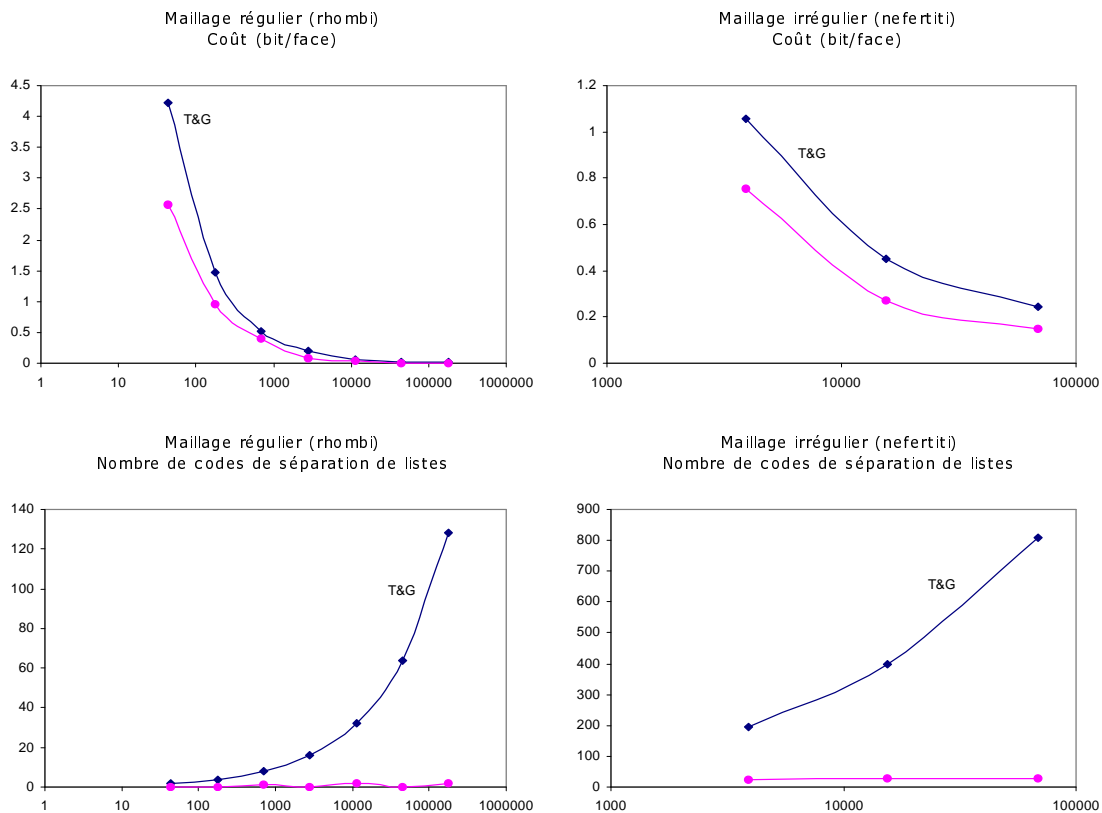 Maillage régulier (rhombi)
Coût (bit/face)
4.5
4
3.5
3
2.5
2
1.5
1
0.5
0
T&G
1 10 100 1000 10000 100000 1000000
Maillage irrégulier (nefertiti)
Coût (bit/face)
1.2
1
0.8
0.6
0.4
0.2
0
T&G
1000 10000 100000
Maillage régulier (rhombi)
Nombre de codes de séparation de listes
140
120
100
80
60
40
20
0
T&G
1 10 100 1000 10000 100000 1000000
Maillage irrégulier (nefertiti)
Nombre de codes de séparation de listes
900
800
700
600
500
400
300
200
100
0
T&G
1000 10000 100000